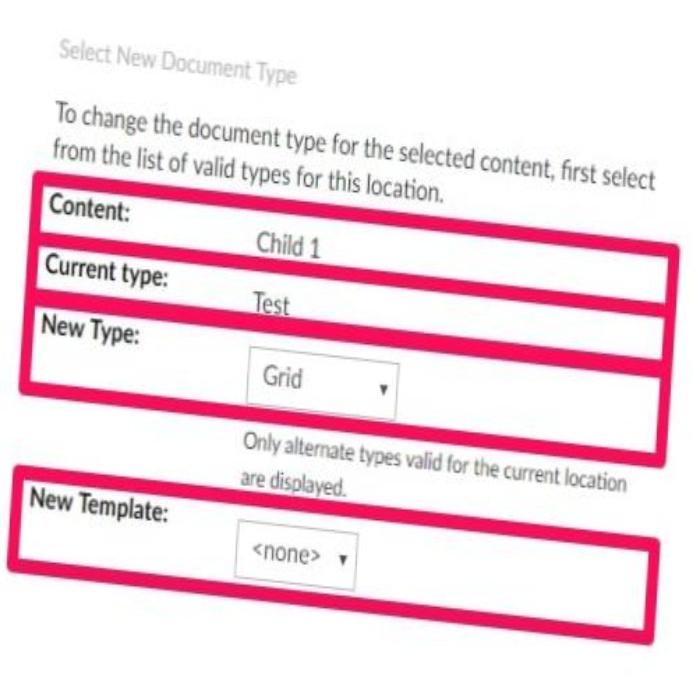 Select New Document Type
To change the document type for the selected content, first select
from the list of valid types for this location.
Content:
Child 1
Current type:
Test
New Type:
Grid
Only alternate types valid for the current location
are displayed.
New Template:
<none>